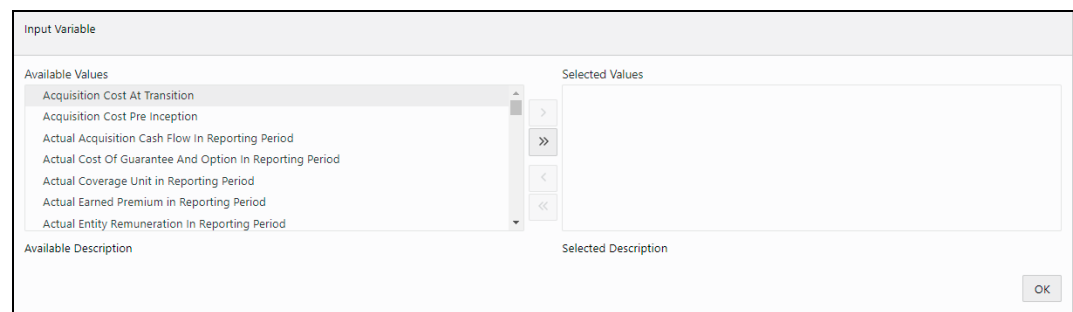 Input Variable
Available Values
Selected Values
Acquisition Cost At Transition
Acquisition Cost Pre Inception
Actual Acquisition Cash Flow In Reporting Period
Actual Cost Of Guarantee And Option In Reporting Period
Actual Coverage Unit in Reporting Period
Actual Earned Premium in Reporting Period
Actual Entity Remuneration In Reporting Period
Available Description
Selected Description
OK